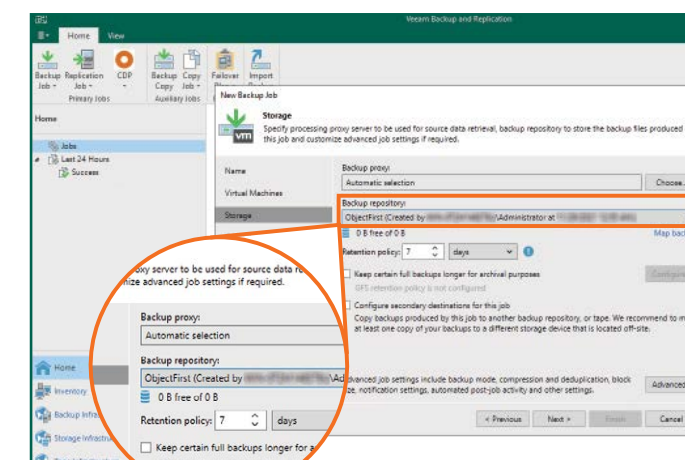 Veeam Backup and Replication
Home View
Backup Job Replication Job CDP Backup Copy Copy Job Failover Import
Primary Jobs Auxiliary Jobs
New Backup Job
Home
Storage
Specify processing proxy server to be used for source data retrieval, backup repository to store the backup files produced
this job and customize advanced job settings if required.
vm
Jobs
Last 24 Hours
Success
Name
Virtual Machines
Storage
Backup proxy:
Automatic selection
Choose..
Backup repository:
ObjectFirst (Created by \Administrator at
0 B free of 0 B
Map bac
Retention policy: 7 days
Keep certain full backups longer for archival purposes
GFS retention policy is not configured
Configure
Configure secondary destinations for this job
Copy backups produced by this job to another backup repository, or tape. We recommend to m
at least one copy of your backups to a different storage device that is located off-site.
oxy server to be used for source data re
ize advanced job settings if required.
Backup proxy:
Automatic selection
Backup repository:
ObjectFirst (Created by \Ad
0 B free of 0 B
Retention policy: 7 days
Keep certain full backups longer for a
dvanced job settings include backup mode, compression and deduplication, block
ze, notification settings, automated post-job activity and other settings.
Advanced
< Previous Next > Finish Cancel
Home
Inventory
Backup Infra
Storage Infrastru